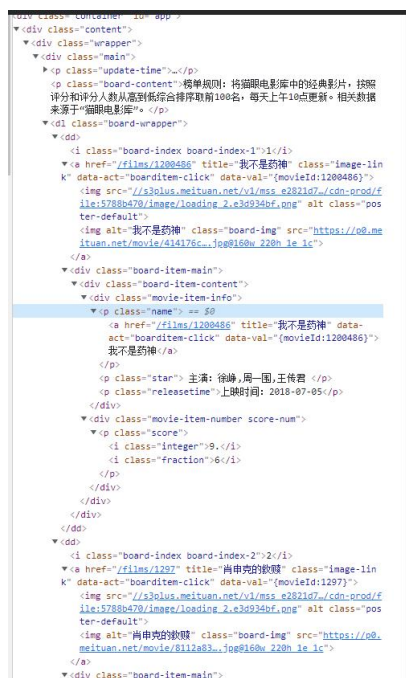 <div class="container" id="app">
▼<div class="content">
▼<div class="wrapper">
▼<div class="main">
▶<p class="update-time">…</p>
<p class="board-content">榜单规则：将猫眼电影库中的经典影片，按照
评分和评分人数从高到低综合排序取前100名，每天上午10点更新。相关数据
来源于“猫眼电影库”。</p>
▼<dl class="board-wrapper">
▼<dd>
<i class="board-index board-index-1">1</i>
▼<a href="/films/1200486" title="我不是药神" class="image-lin
k" data-act="boarditem-click" data-val="{movieId:1200486}">
<img src="//s3plus.meituan.net/v1/mss_e2821d7…/cdn-prod/f
ile:5788b470/image/loading_2.e3d934bf.png" alt class="pos
ter-default">
<img alt="我不是药神" class="board-img" src="https://p0.me
ituan.net/movie/414176c….jpg@160w_220h_1e_1c">
</a>
▼<div class="board-item-main">
▼<div class="board-item-content">
▼<div class="movie-item-info">
▼<p class="name"> == $0
<a href="/films/1200486" title="我不是药神" data-
act="boarditem-click" data-val="{movieId:1200486}">
我不是药神</a>
</p>
<p class="star"> 主演：徐峥,周一围,王传君 </p>
<p class="releasetime">上映时间：2018-07-05</p>
</div>
▼<div class="movie-item-number score-num">
▼<p class="score">
<i class="integer">9.</i>
<i class="fraction">6</i>
</p>
</div>
</div>
</div>
</dd>
▼<dd>
<i class="board-index board-index-2">2</i>
▼<a href="/films/1297" title="肖申克的救赎" class="image-lin
k" data-act="boarditem-click" data-val="{movieId:1297}">
<img src="//s3plus.meituan.net/v1/mss_e2821d7…/cdn-prod/f
ile:5788b470/image/loading_2.e3d934bf.png" alt class="pos
ter-default">
<img alt="肖申克的救赎" class="board-img" src="https://p0.
meituan.net/movie/8112a83….jpg@160w_220h_1e_1c">
</a>
▼<div class="board-item-main">